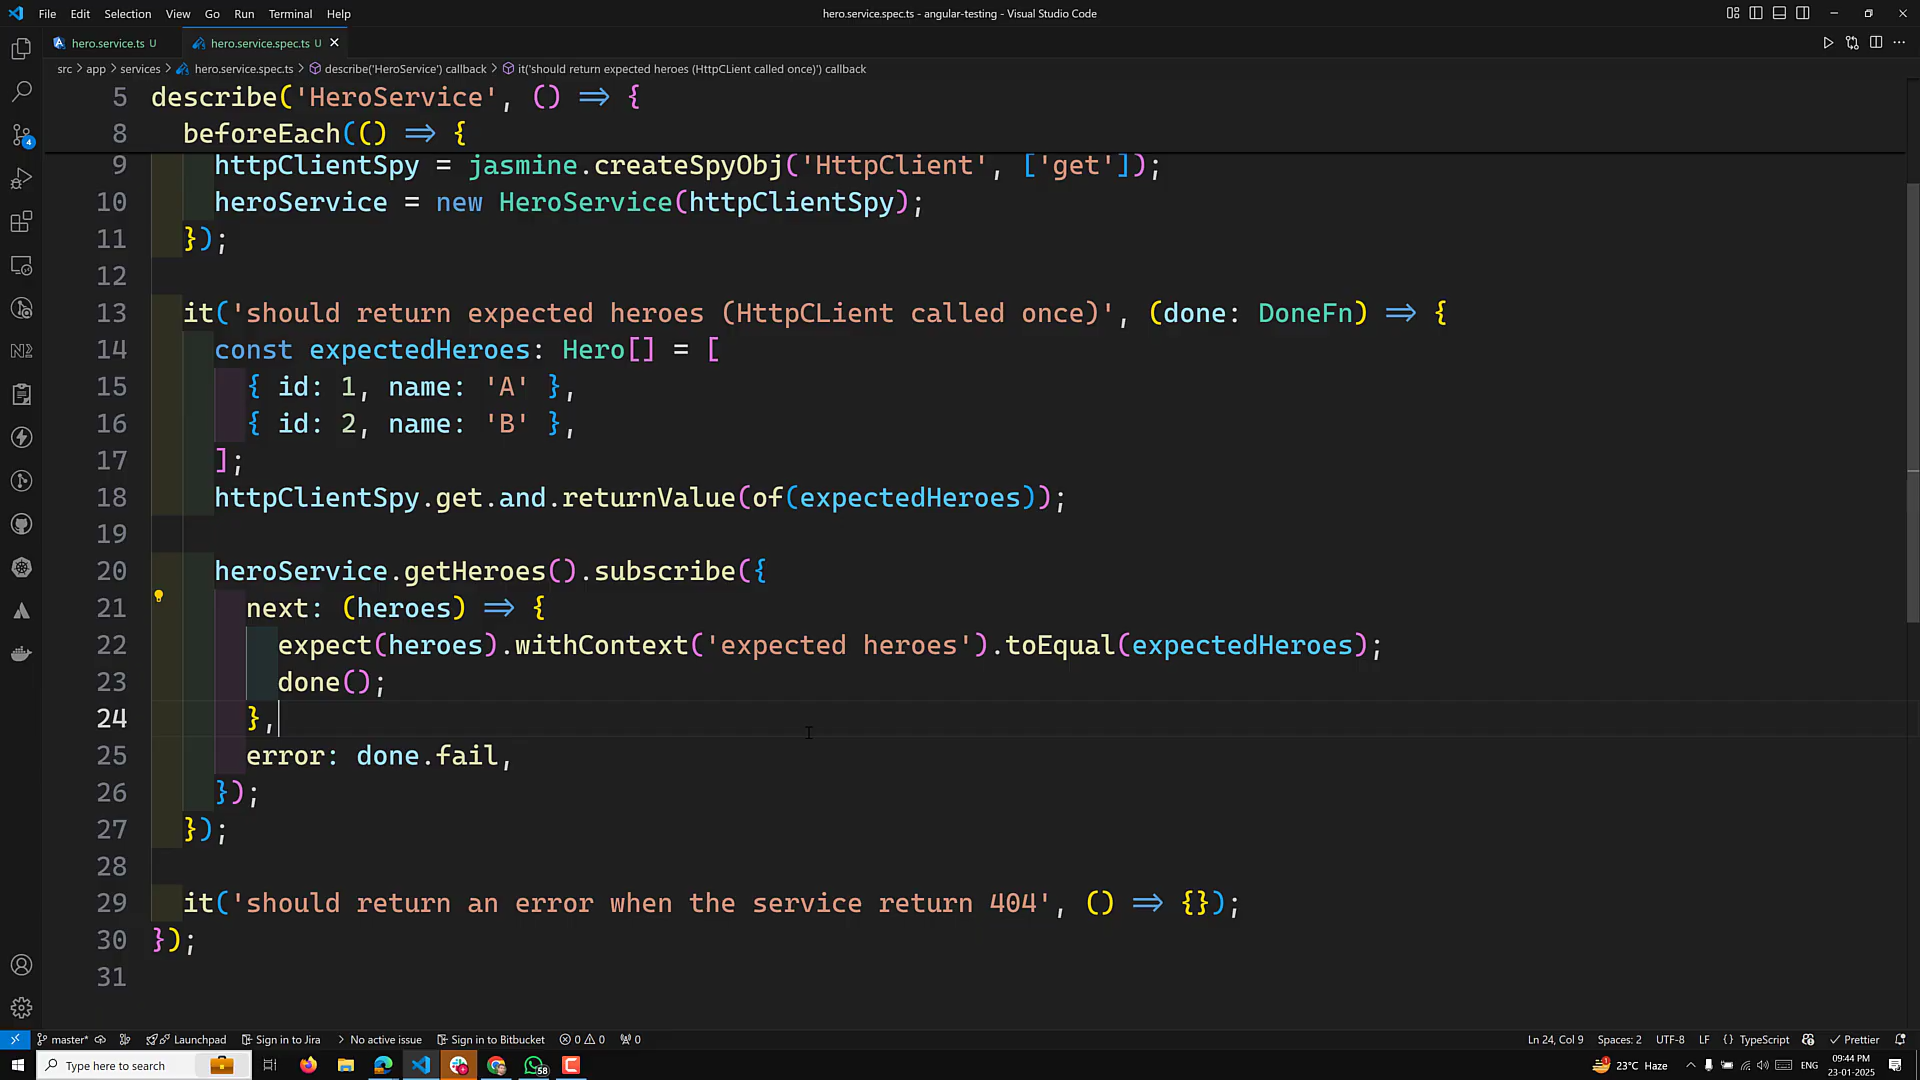 File Edit Selection View Go Run Terminal Help
hero.service.spec.ts - angular-testing - Visual Studio Code
hero.service.ts U hero.service.spec.ts U
src > app > services > hero.service.spec.ts > describe('HeroService') callback > it('should return expected heroes (HttpCLient called once)') callback
5 describe('HeroService', () => {
8 beforeEach(() => {
9 httpClientSpy = jasmine.createSpyObj('HttpClient', ['get']);
10 heroService = new HeroService(httpClientSpy);
11 });
12
13 it('should return expected heroes (HttpCLient called once)', (done: DoneFn) => {
14 const expectedHeroes: Hero[] = [
15 { id: 1, name: 'A' },
16 { id: 2, name: 'B' },
17 ];
18 httpClientSpy.get.and.returnValue(of(expectedHeroes));
19
20 heroService.getHeroes().subscribe({
21 next: (heroes) => {
22 expect(heroes).withContext('expected heroes').toEqual(expectedHeroes);
23 done();
24 },
25 error: done.fail,
26 });
27 });
28
29 it('should return an error when the service return 404', () => {});
30 });
31
master* Launchpad Sign in to Jira No active issue Sign in to Bitbucket 0 0 0 Ln 24, Col 9 Spaces: 2 UTF-8 LF {} TypeScript Prettier
Type here to search 58 23°C Haze ENG 09:44 PM
23-01-2025